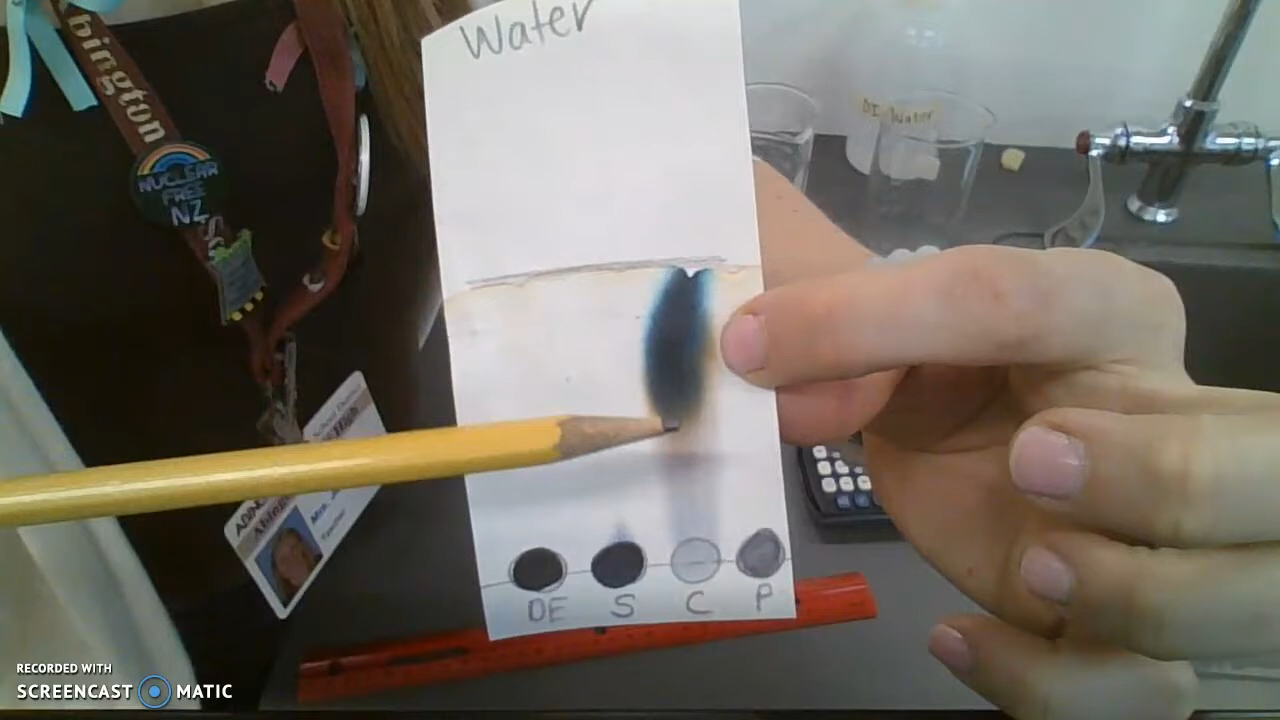 Water
bington
NUCLEAR
FREE
NZ
DI Water
DE S C P
RECORDED WITH
SCREENCAST MATIC